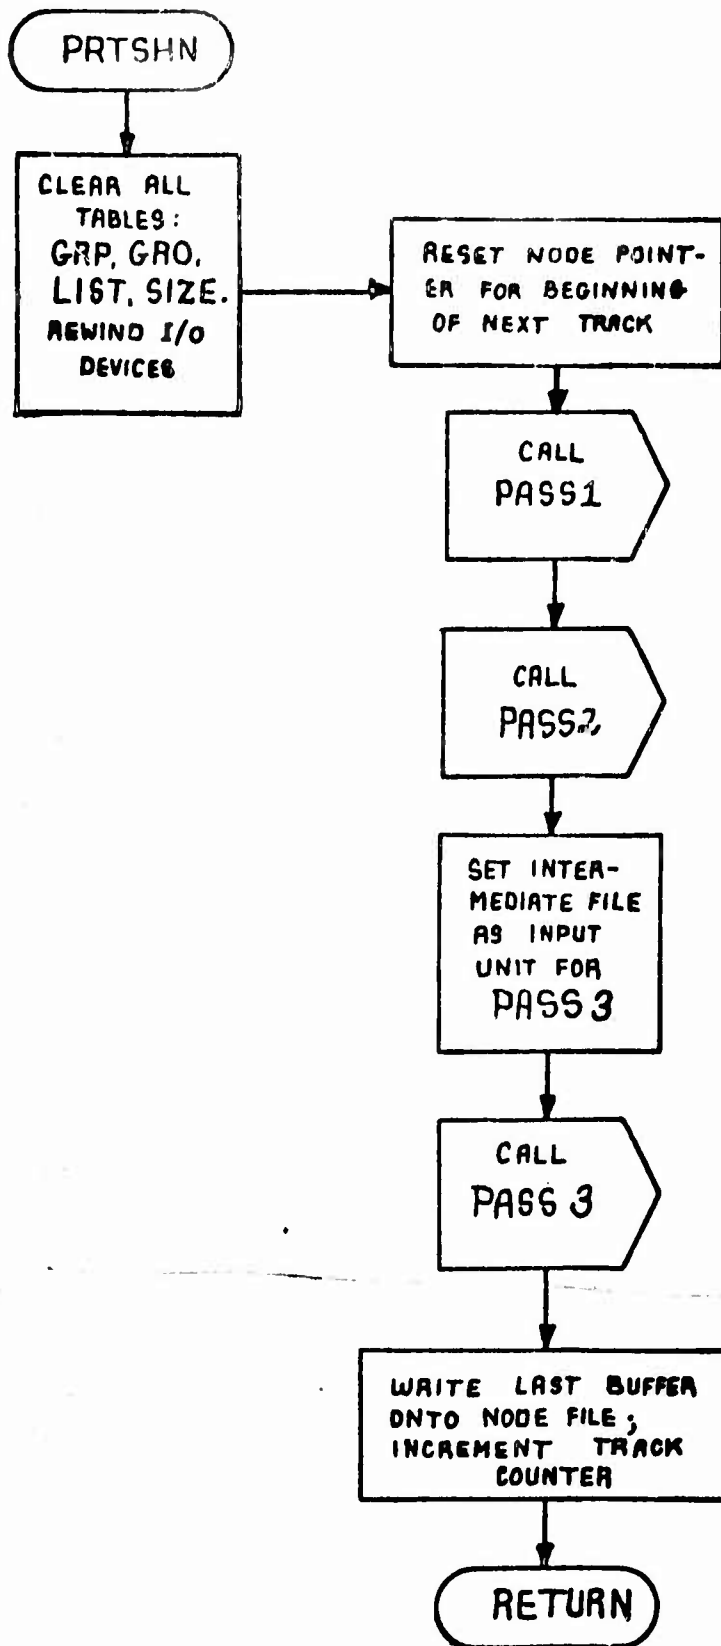 PRTSHN
CLEAR ALL
TABLES:
GRP, GRO,
LIST, SIZE.
REWIND I/O
DEVICES
RESET NODE POINT-
ER FOR BEGINNING
OF NEXT TRACK
CALL
PASS1
CALL
PASS2
SET INTER-
MEDIATE FILE
AS INPUT
UNIT FOR
PASS 3
CALL
PASS 3
WRITE LAST BUFFER
ONTO NODE FILE;
INCREMENT TRACK
COUNTER
RETURN